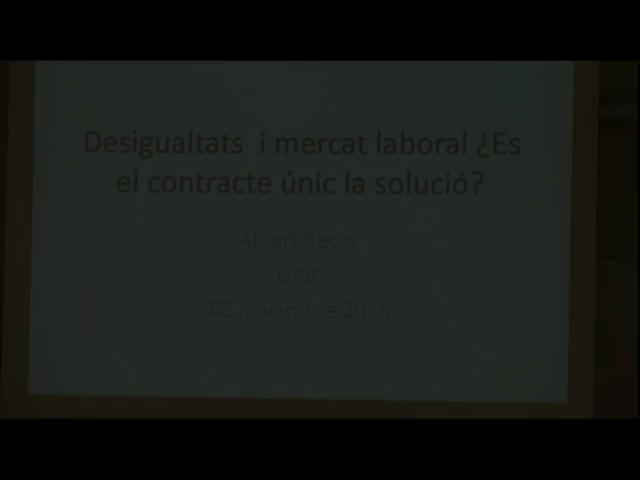 Desigualtats i mercat laboral ¿Es
el contracte únic la solució?
Albert Recio
UAB
IEC novembre 2016